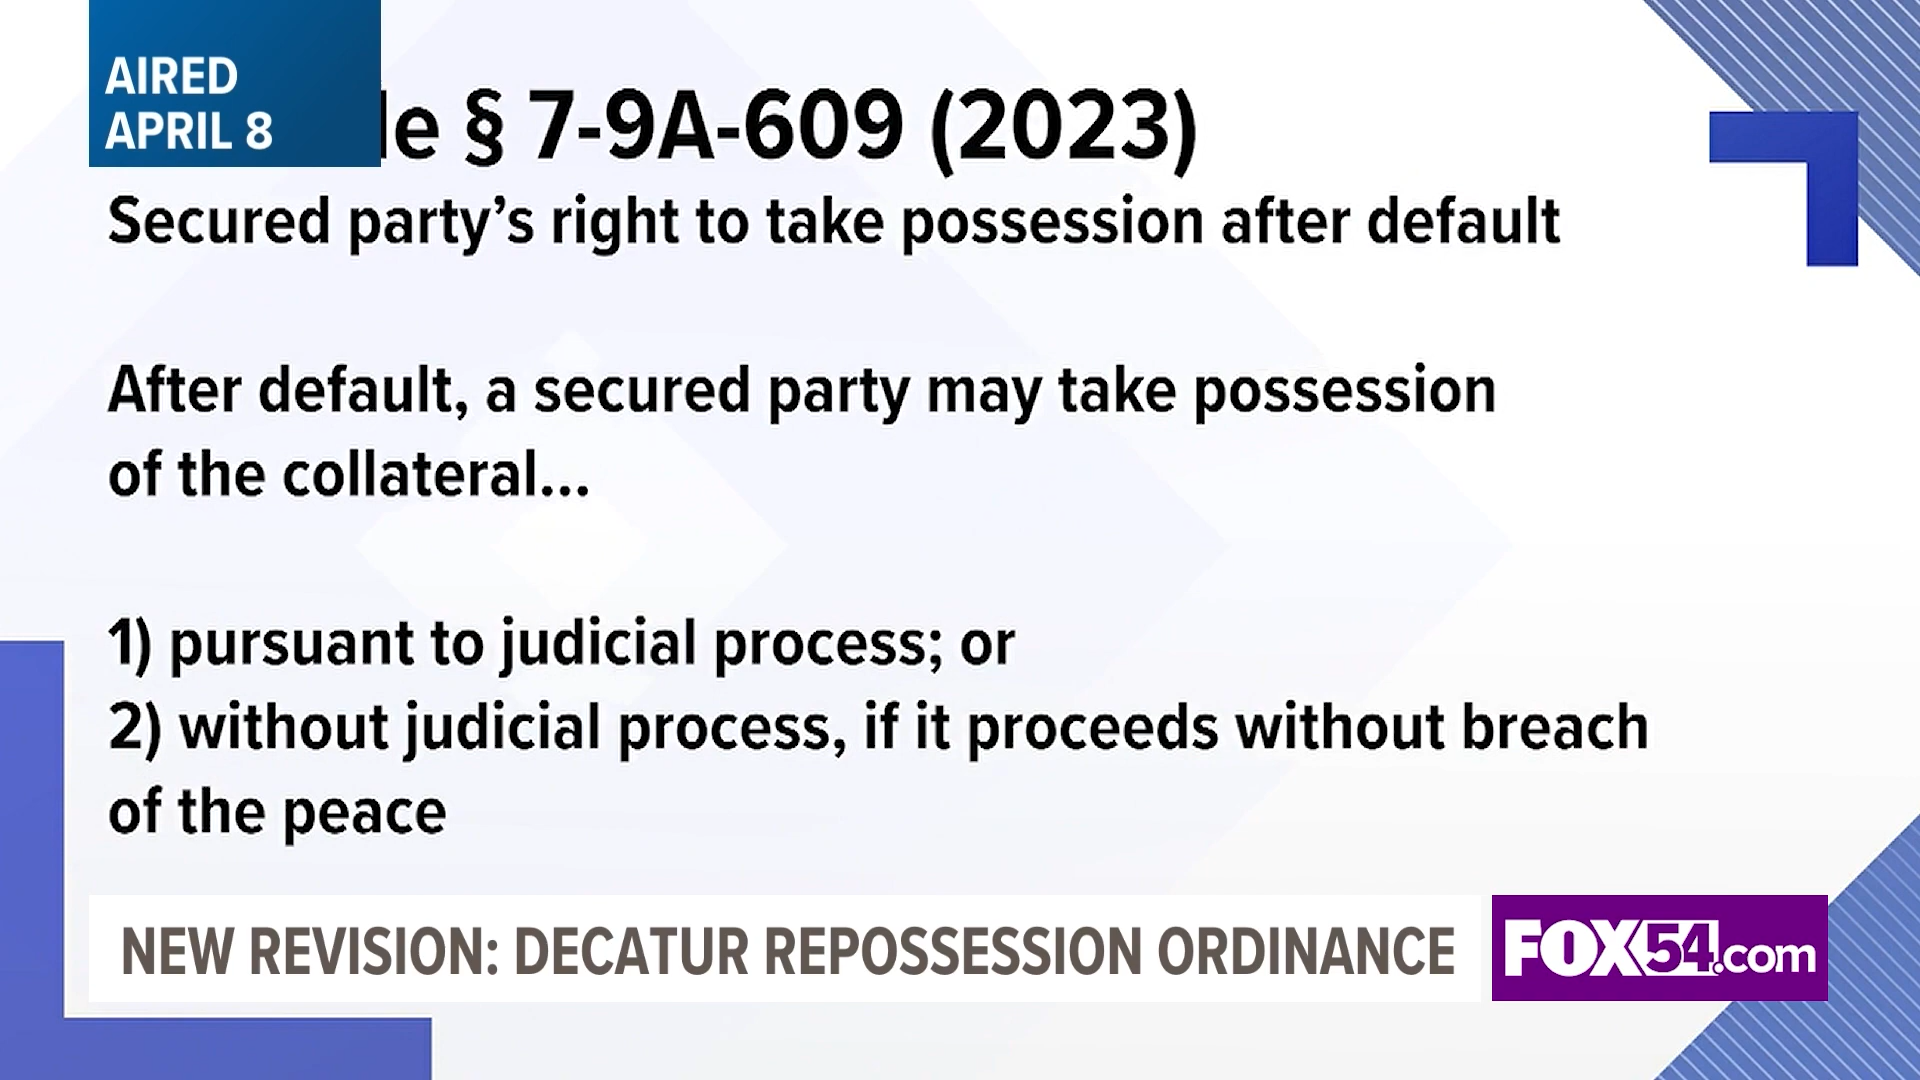 AIRED
APRIL 8
§ 7-9A-609 (2023)
Secured party’s right to take possession after default
After default, a secured party may take possession
of the collateral...
1) pursuant to judicial process; or
2) without judicial process, if it proceeds without breach
of the peace
NEW REVISION: DECATUR REPOSSESSION ORDINANCE
FOX54.com